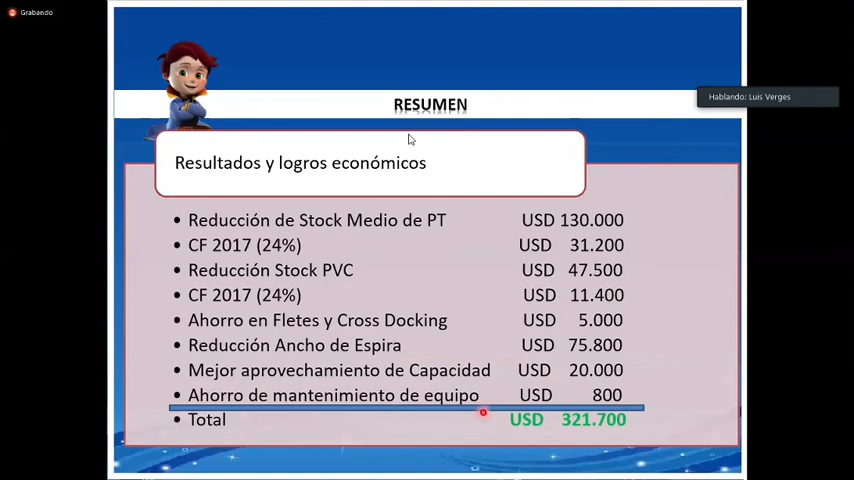 Grabando
Hablando: Luis Verges
RESUMEN
Resultados y logros económicos
• Reducción de Stock Medio de PT USD 130.000
• CF 2017 (24%) USD 31.200
• Reducción Stock PVC USD 47.500
• CF 2017 (24%) USD 11.400
• Ahorro en Fletes y Cross Docking USD 5.000
• Reducción Ancho de Espira USD 75.800
• Mejor aprovechamiento de Capacidad USD 20.000
• Ahorro de mantenimiento de equipo USD 800
• Total USD 321.700